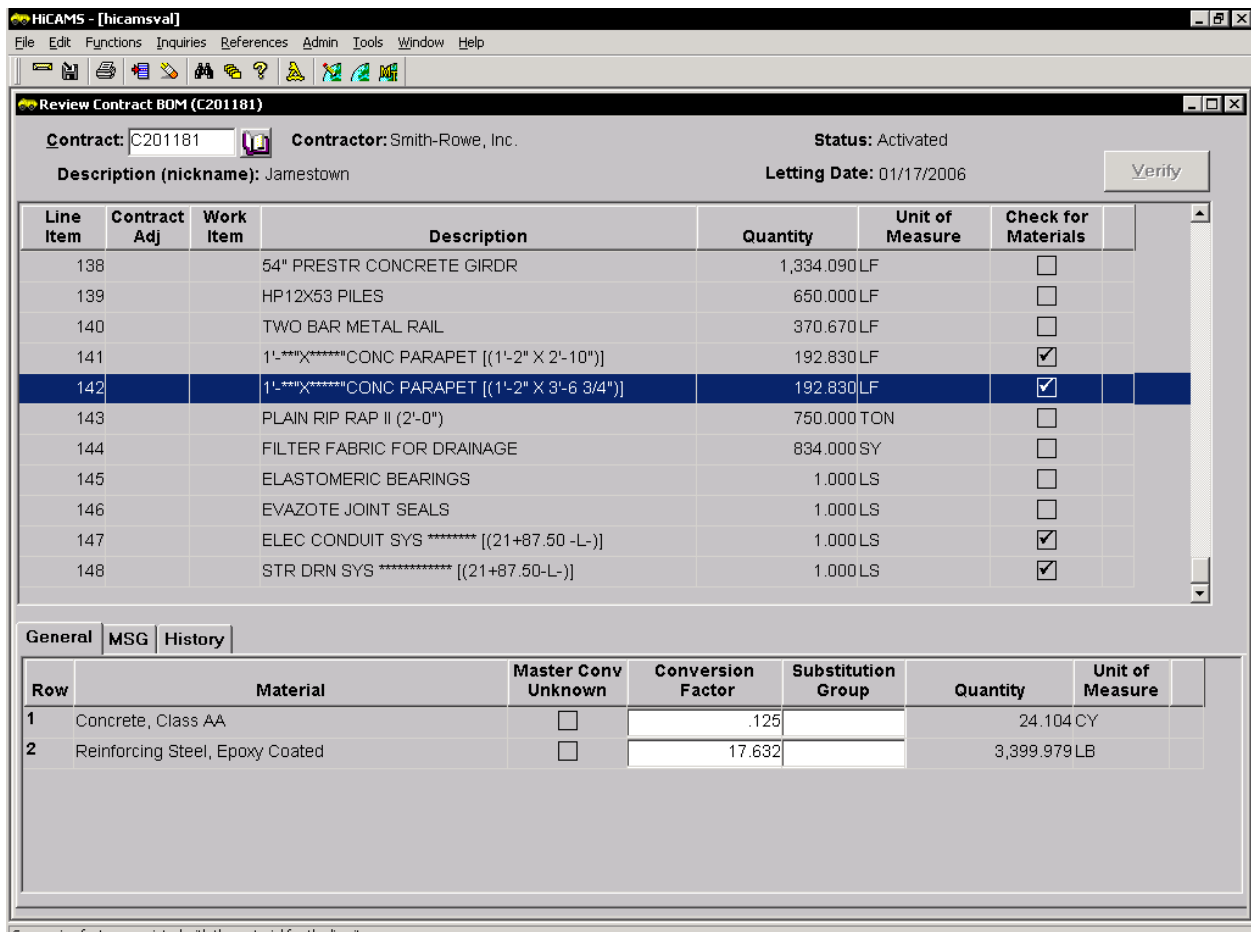 HiCAMS - [hicamsval]
File Edit Functions Inquiries References Admin Tools Window Help
Review Contract BOM (C201181)
Contract: C201181 Contractor: Smith-Rowe, Inc. Status: Activated
Description (nickname): Jamestown Letting Date: 01/17/2006 Verify
Line Item Contract Adj Work Item Description Quantity Unit of Measure Check for Materials
138 54" PRESTR CONCRETE GIRDR 1,334.090 LF
139 HP12X53 PILES 650.000 LF
140 TWO BAR METAL RAIL 370.670 LF
141 1'-**"X******"CONC PARAPET [(1'-2" X 2'-10")] 192.830 LF
142 1'-**"X******"CONC PARAPET [(1'-2" X 3'-6 3/4")] 192.830 LF
143 PLAIN RIP RAP II (2'-0") 750.000 TON
144 FILTER FABRIC FOR DRAINAGE 834.000 SY
145 ELASTOMERIC BEARINGS 1.000 LS
146 EVAZOTE JOINT SEALS 1.000 LS
147 ELEC CONDUIT SYS ******** [(21+87.50 -L-)] 1.000 LS
148 STR DRN SYS ************ [(21+87.50-L-)] 1.000 LS
General MSG History
Row Material Master Conv Unknown Conversion Factor Substitution Group Quantity Unit of Measure
1 Concrete, Class AA .125 24.104 CY
2 Reinforcing Steel, Epoxy Coated 17.632 3,399.979 LB